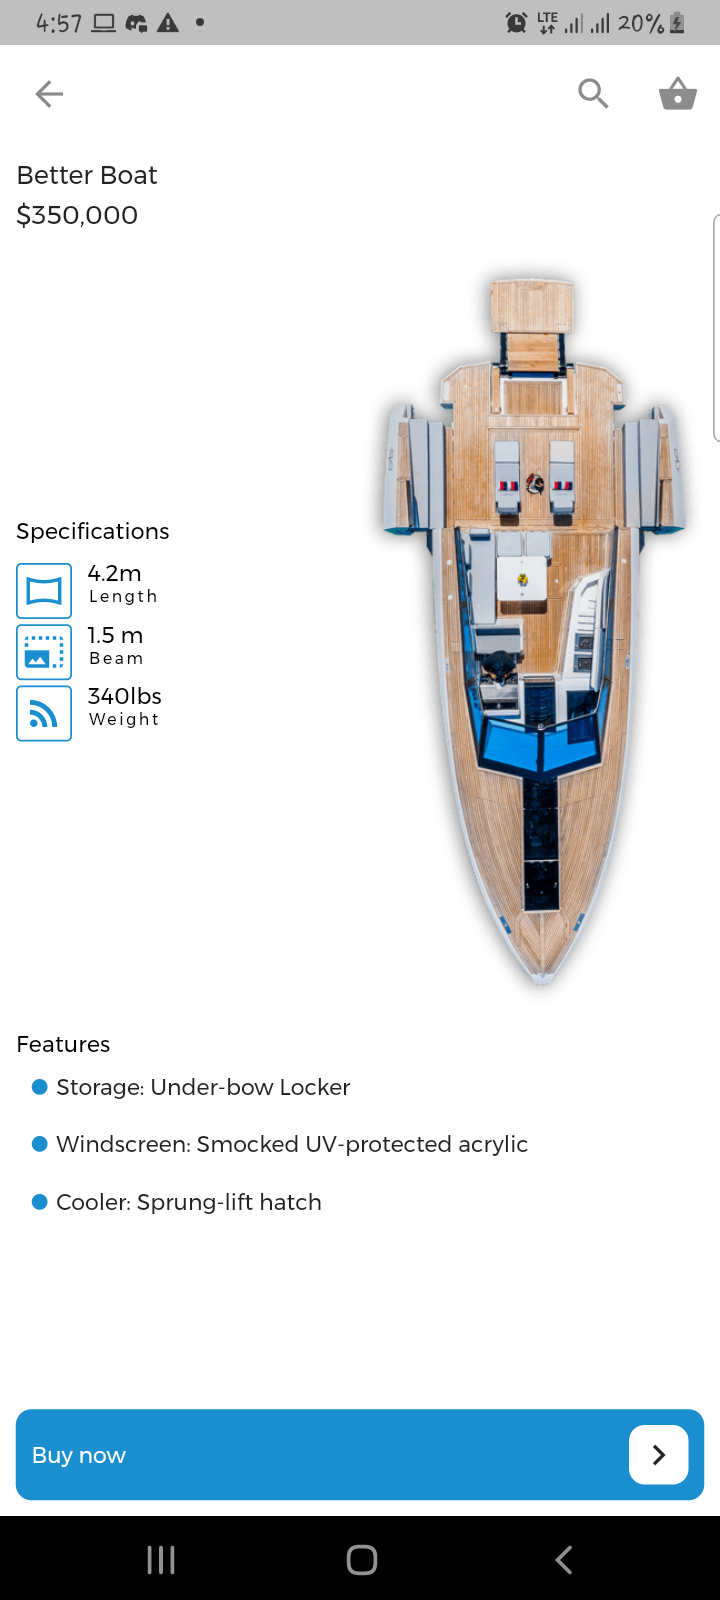 4:57
LTE
20%
Better Boat
$350,000
Specifications
4.2m
Length
1.5 m
Beam
340lbs
Weight
Features
Storage: Under-bow Locker
Windscreen: Smocked UV-protected acrylic
Cooler: Sprung-lift hatch
Buy now